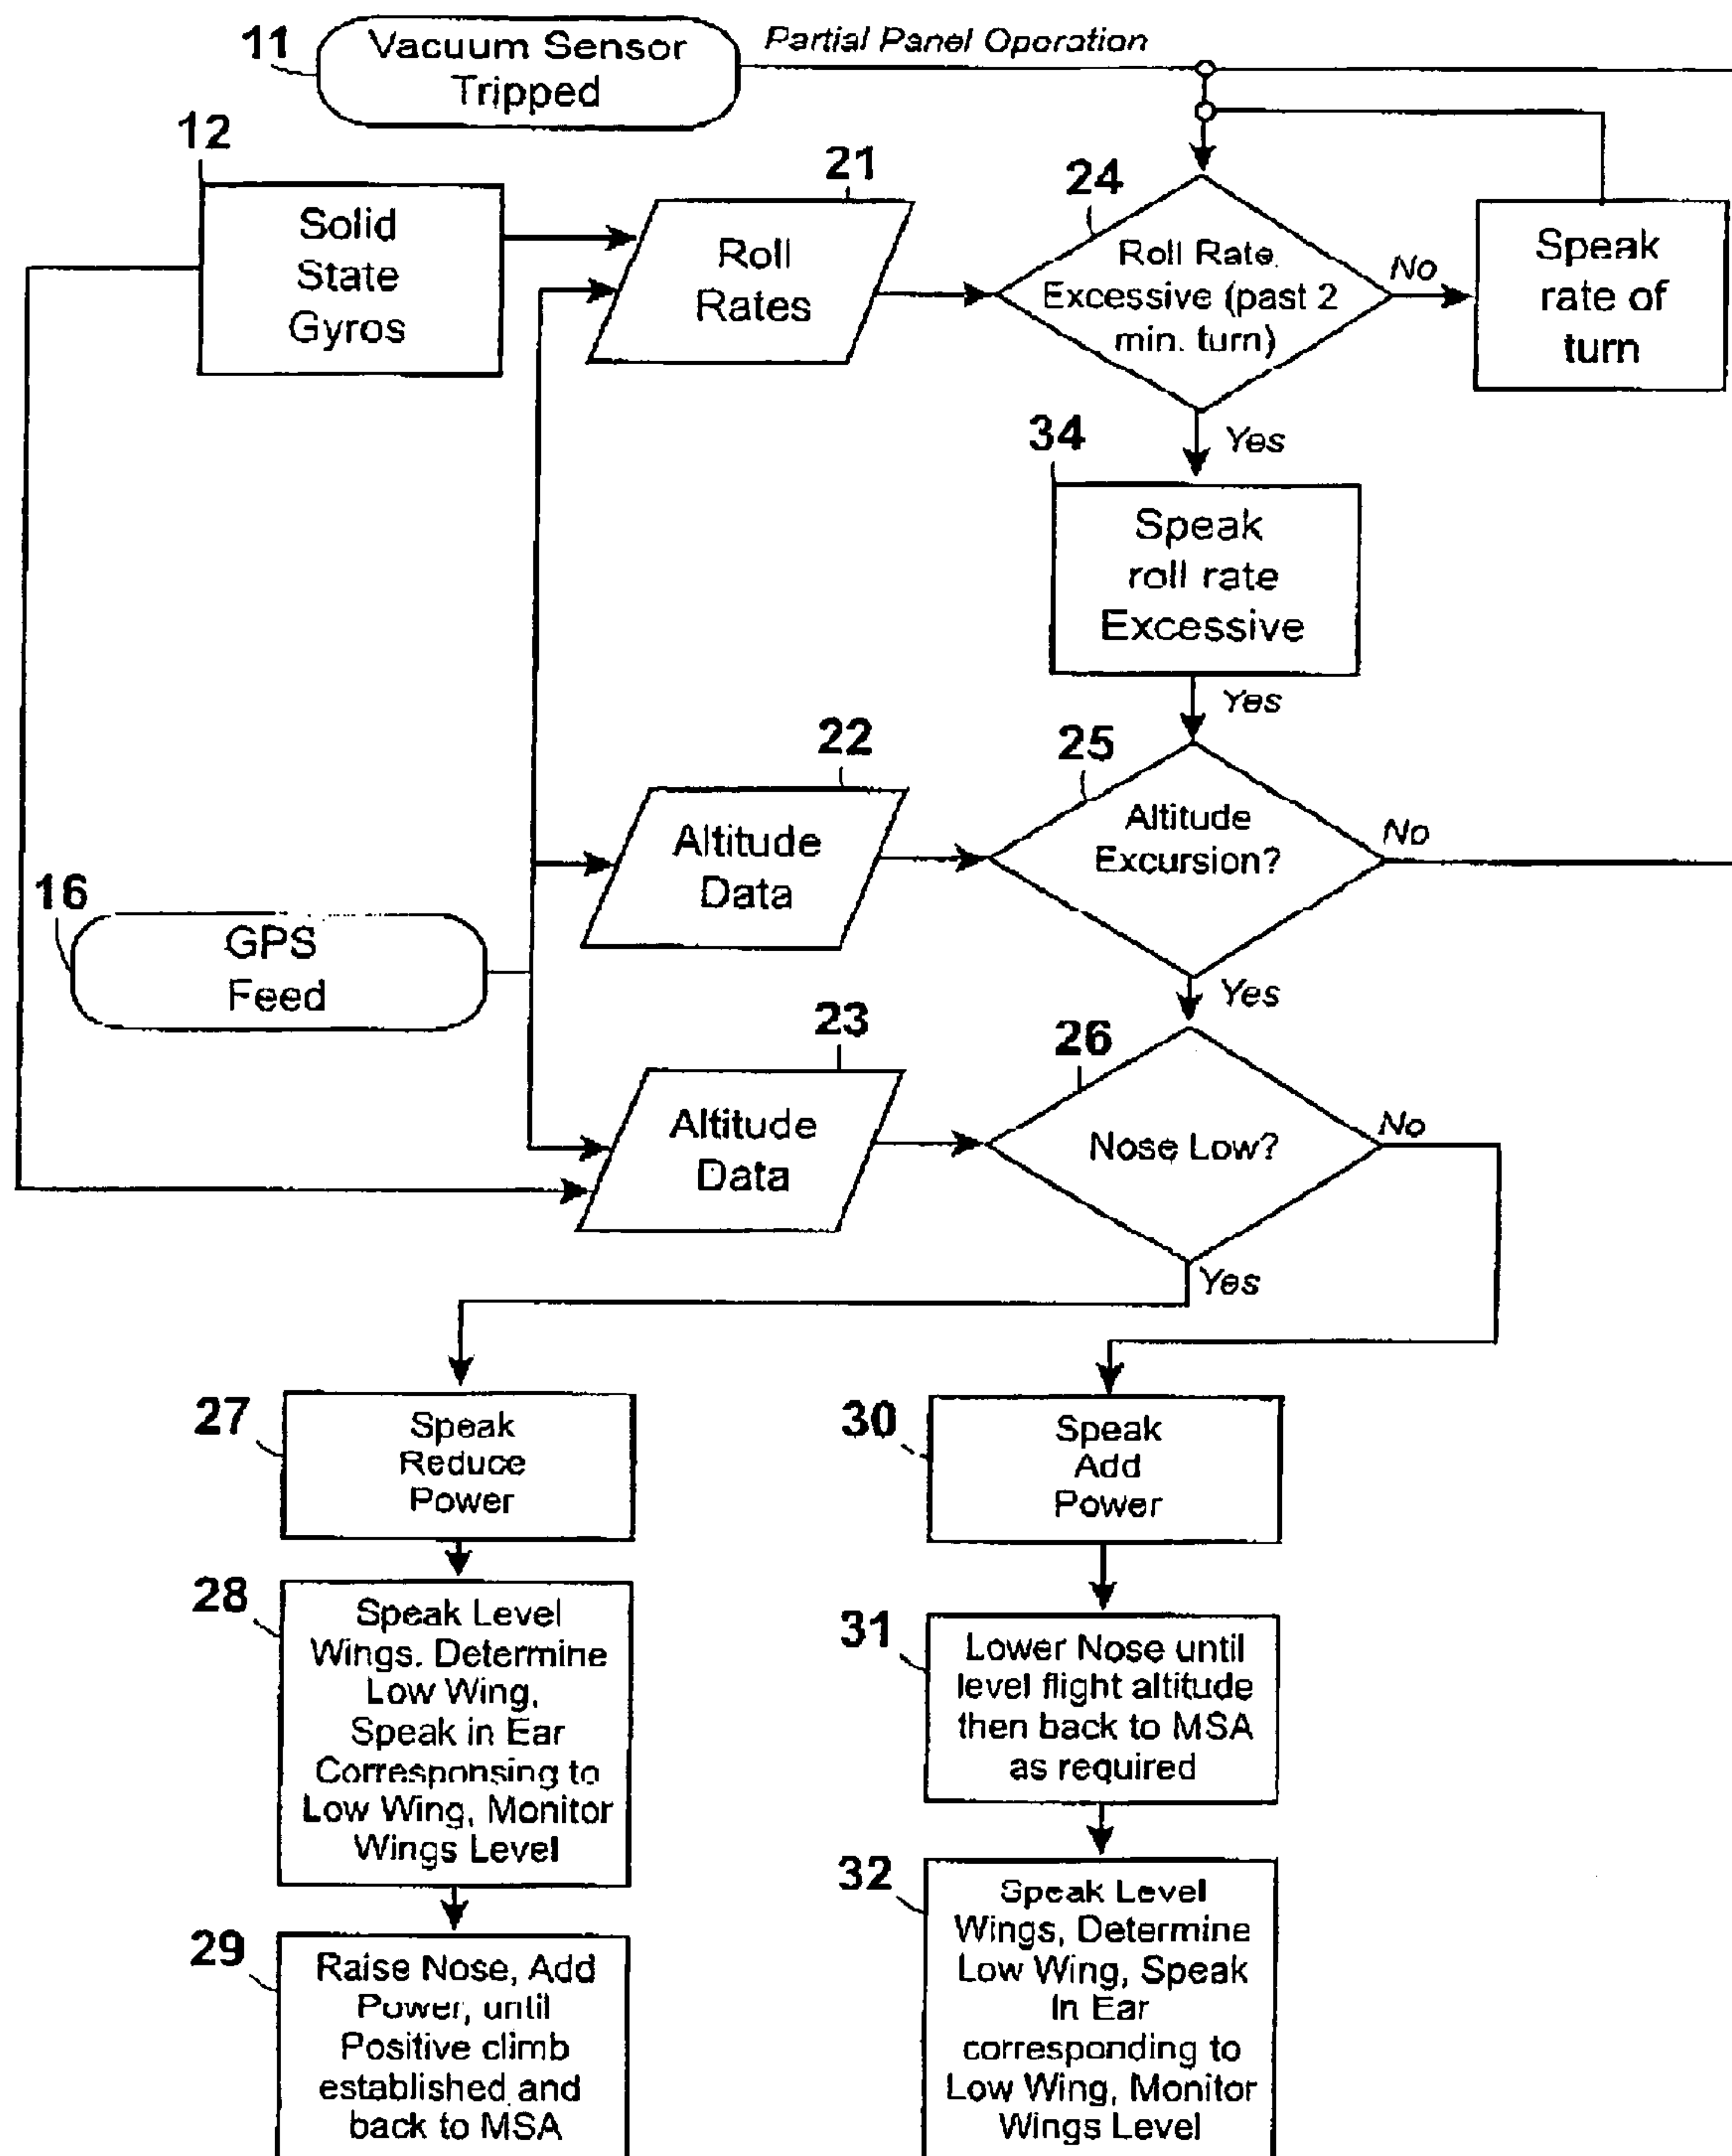 11
Vacuum Sensor
Tripped
Partial Panel Operation
12
Solid
State
Gyros
21
Roll
Rates
24
Roll Rate
Excessive (past 2
min. turn)
No
Speak
rate of
turn
Yes
34
Speak
roll rate
Excessive
Yes
22
Altitude
Data
25
Altitude
Excursion?
No
Yes
16
GPS
Feed
23
Altitude
Data
26
Nose Low?
No
Yes
27
Speak
Reduce
Power
30
Speak
Add
Power
28
Speak Level
Wings. Determine
Low Wing,
Speak in Ear
Corresponsing to
Low Wing, Monitor
Wings Level
31
Lower Nose until
level flight altitude
then back to MSA
as required
29
Raise Nose, Add
Power, until
Positive climb
established and
back to MSA
32
Speak Level
Wings, Determine
Low Wing, Speak
In Ear
corresponding to
Low Wing, Monitor
Wings Level